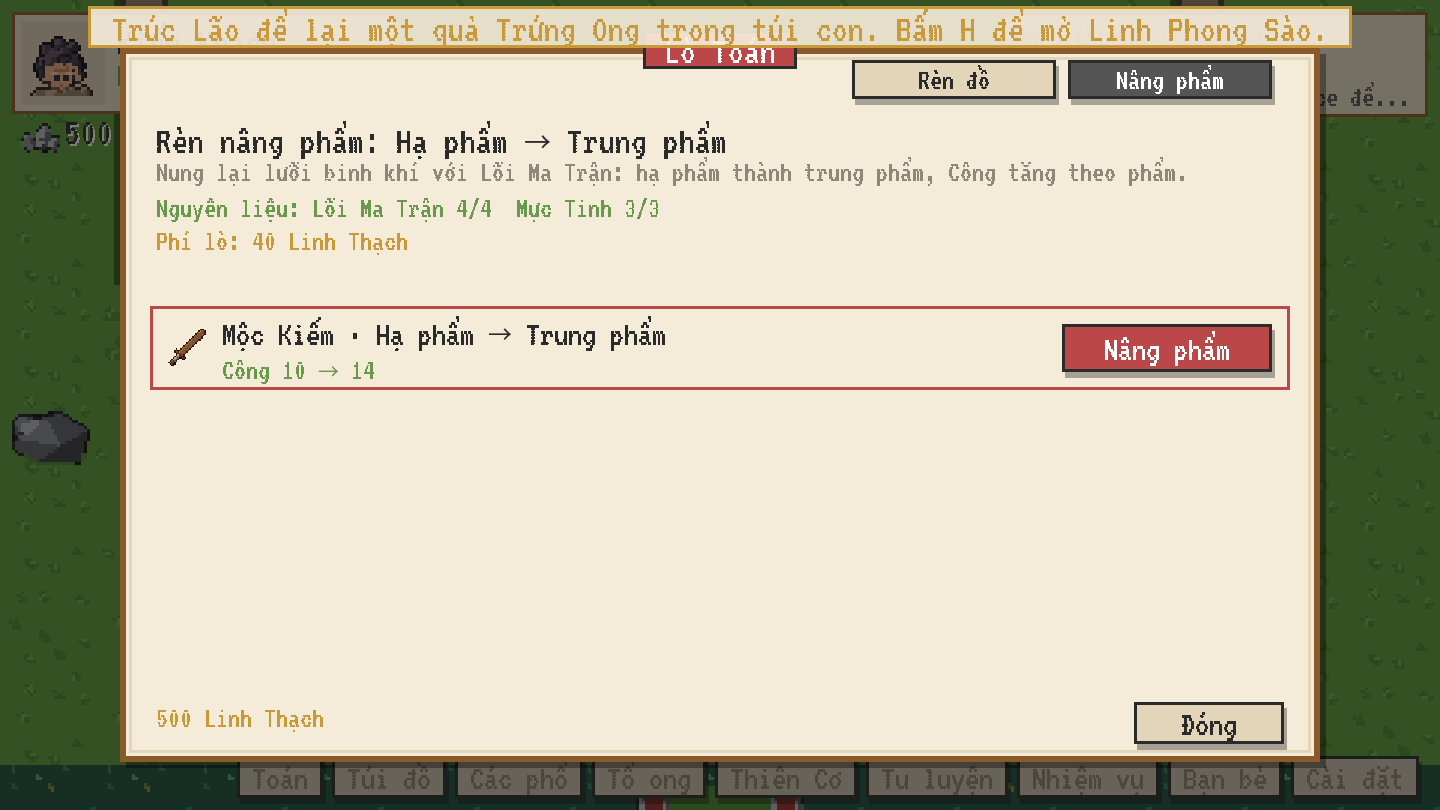 Trúc Lão để lại một quả Trứng Ong trong túi con. Bấm H để mở Linh Phong Sào.
Lò Toán
Rèn đồ
Nâng phẩm
để...
500
Rèn nâng phẩm: Hạ phẩm → Trung phẩm
Nung lại lưỡi binh khí với Lõi Ma Trận: hạ phẩm thành trung phẩm, Công tăng theo phẩm.
Nguyên liệu: Lõi Ma Trận 4/4 Mực Tinh 3/3
Phí lò: 40 Linh Thạch
Mộc Kiếm · Hạ phẩm → Trung phẩm
Công 10 → 14
Nâng phẩm
500 Linh Thạch
Đóng
Toán
Túi đồ
Các phố
Tổ ong
Thiên Cơ
Tu luyện
Nhiệm vụ
Bạn bè
Cài đặt